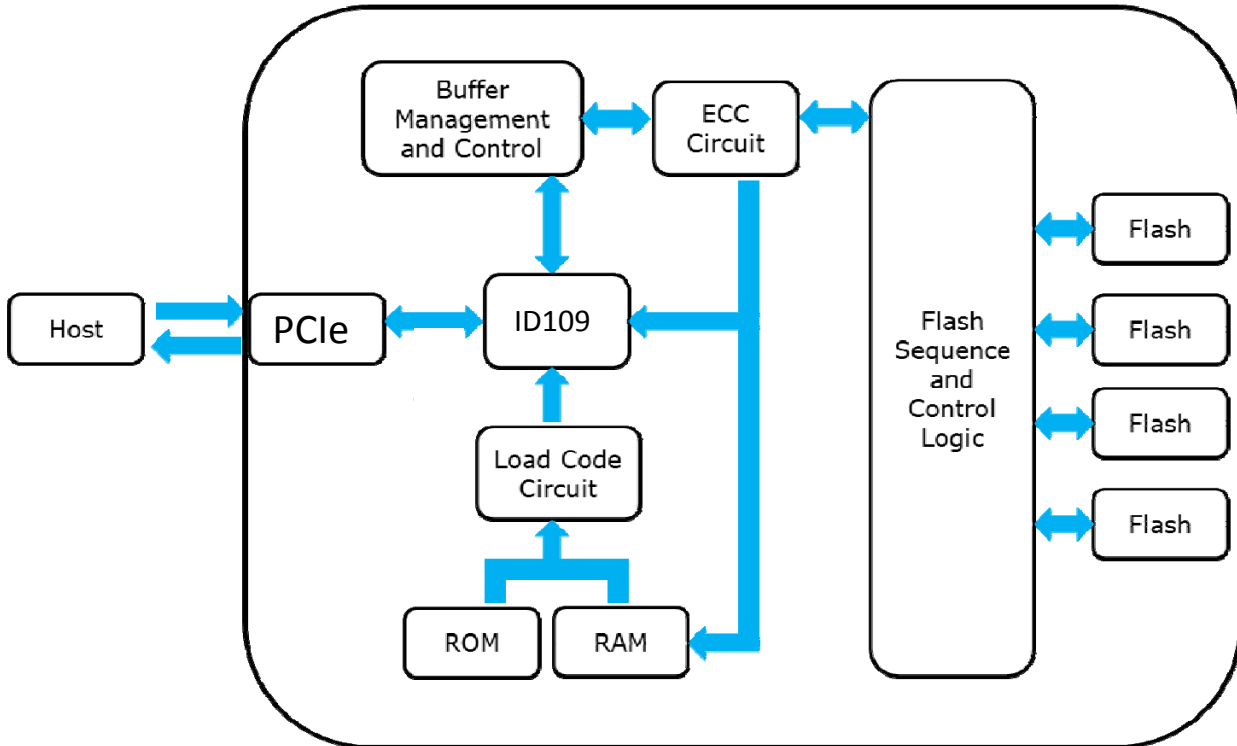 Buffer
Management
and Control
ECC
Circuit
Host
PCIe
ID109
Flash
Sequence
and
Control
Logic
Flash
Flash
Flash
Flash
Load Code
Circuit
ROM
RAM